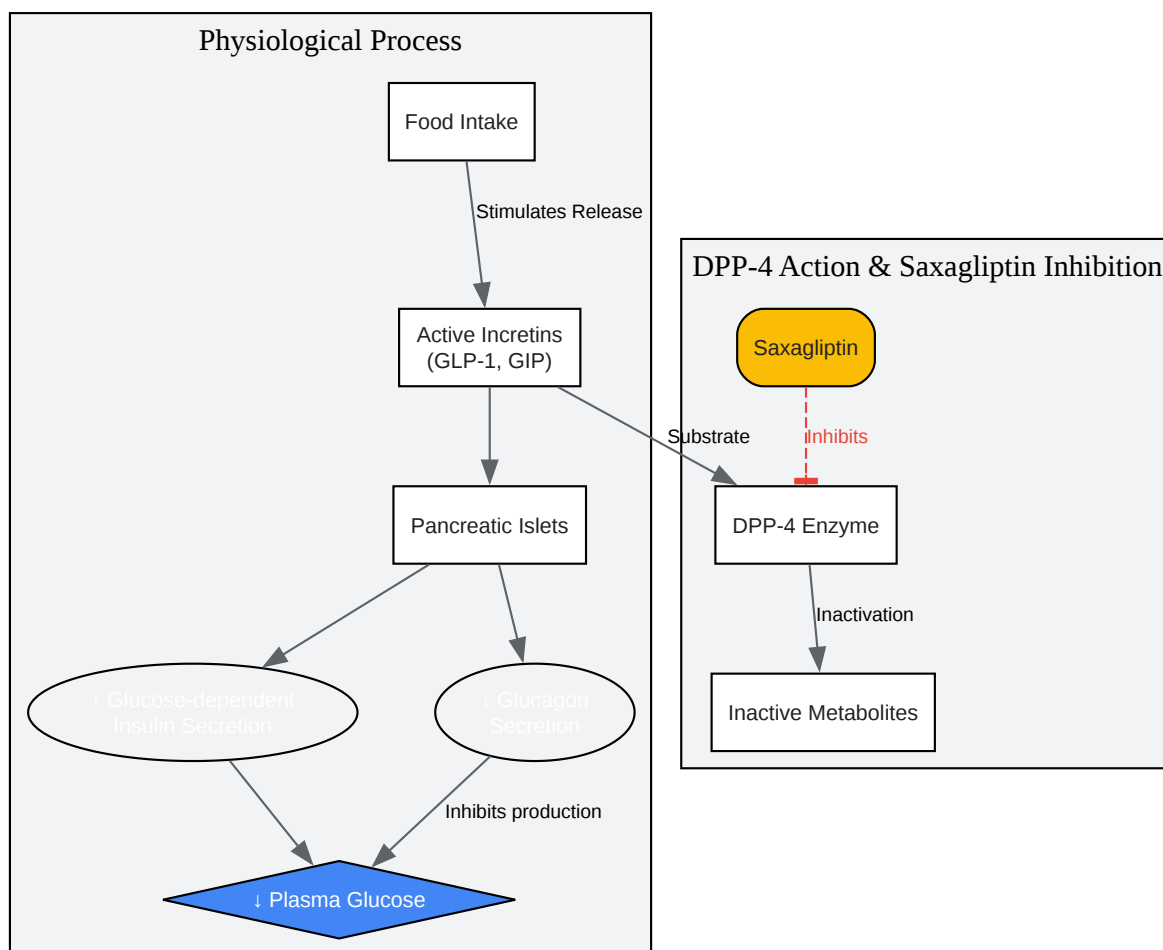 Physiological Process
Food Intake
Stimulates Release
DPP-4 Action & Saxagliptin Inhibition
Active Incretins
(GLP-1, GIP)
Saxagliptin
Substrate
Inhibits
Pancreatic Islets
DPP-4 Enzyme
Inactivation
↑ Glucose-dependent
Insulin Secretion
↓ Glucagon
Secretion
Inactive Metabolites
Inhibits production
↓ Plasma Glucose